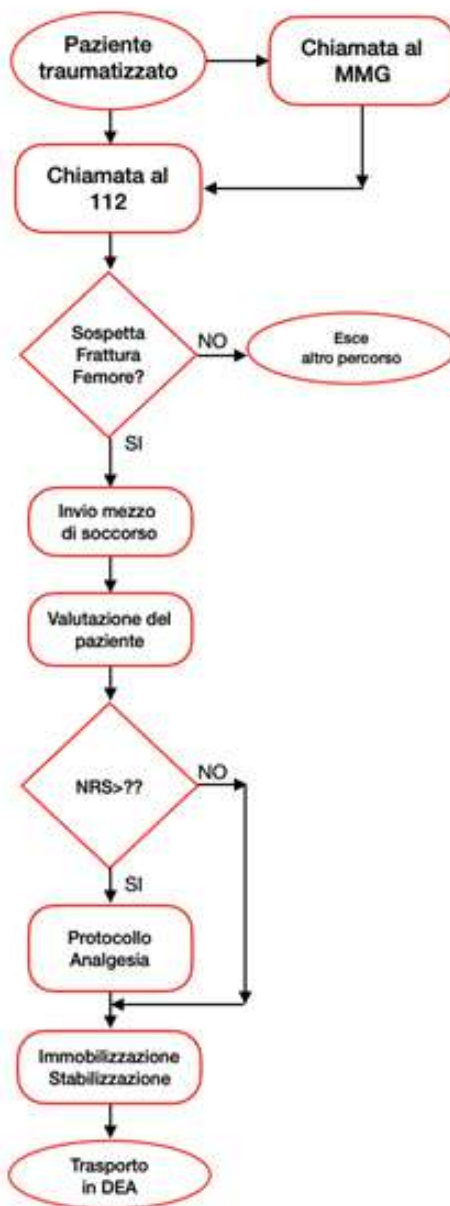 Paziente
traumatizzato
Chiamata al
MMG
Chiamata al
112
Sospetta
Frattura
Femore?
NO
Esce
altro percorso
SI
Invio mezzo
di soccorso
Valutazione del
paziente
NRS>??
NO
SI
Protocollo
Analgesia
Immobilizzazione
Stabilizzazione
Trasporto
in DEA